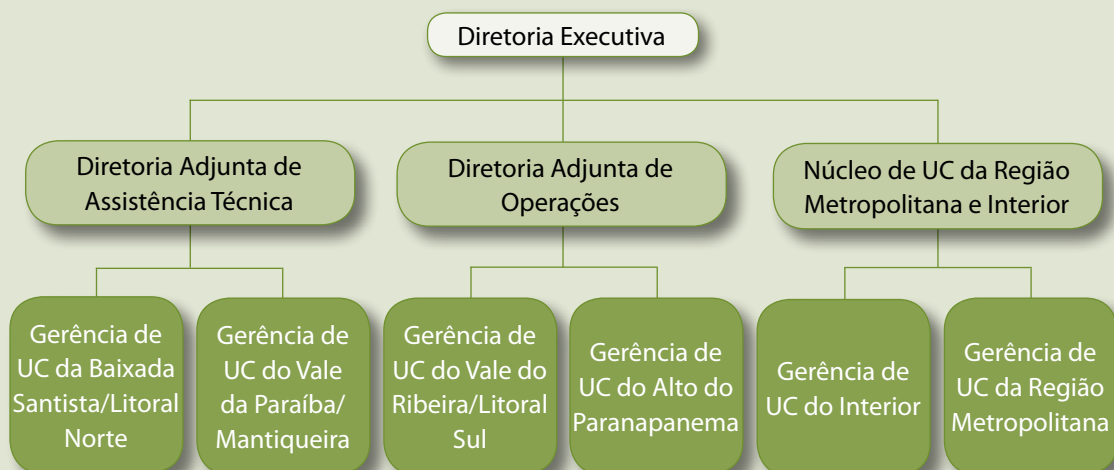 Diretoria Executiva
Diretoria Adjunta de
Assistência Técnica
Diretoria Adjunta de
Operações
Núcleo de UC da Região
Metropolitana e Interior
Gerência de
UC da Baixada
Santista/Litoral
Norte
Gerência de
UC do Vale
da Paraíba/
Mantiqueira
Gerência de
UC do Vale do
Ribeira/Litoral
Sul
Gerência de
UC do Alto do
Paranapanema
Gerência de
UC do Interior
Gerência de
UC da Região
Metropolitana